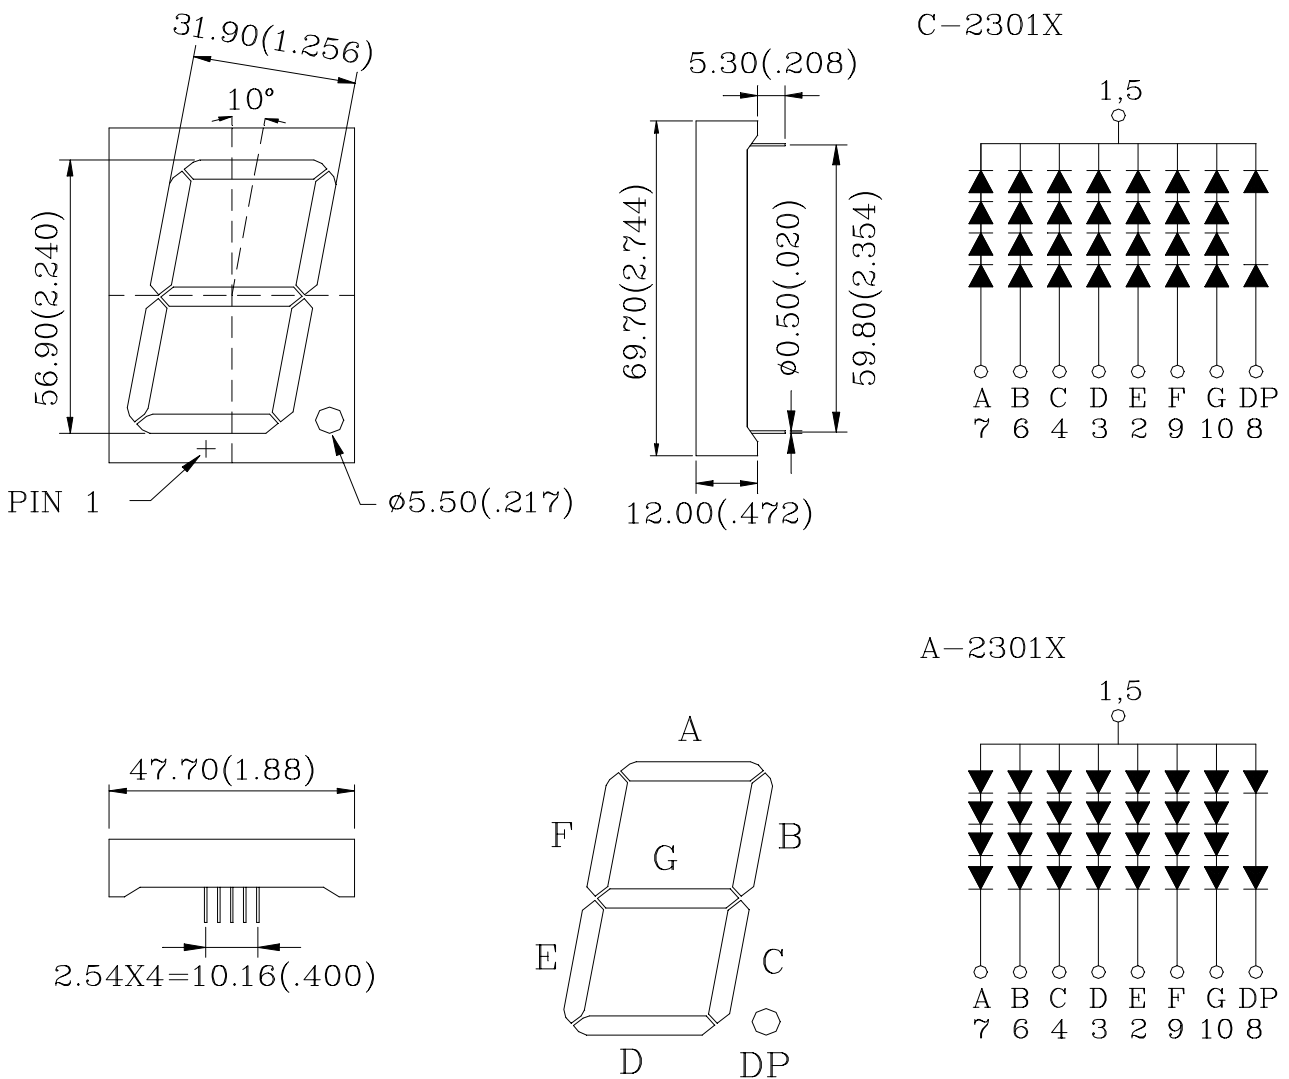 31.90(1.256)
10°
56.90(2.240)
PIN 1
ø5.50(.217)
5.30(.208)
69.70(2.744)
ø0.50(.020)
59.80(2.354)
12.00(.472)
C-2301X
1,5
A B C D E F G DP
7 6 4 3 2 9 10 8
47.70(1.88)
2.54X4=10.16(.400)
A
F
B
G
E
C
D
DP
A-2301X
1,5
A B C D E F G DP
7 6 4 3 2 9 10 8